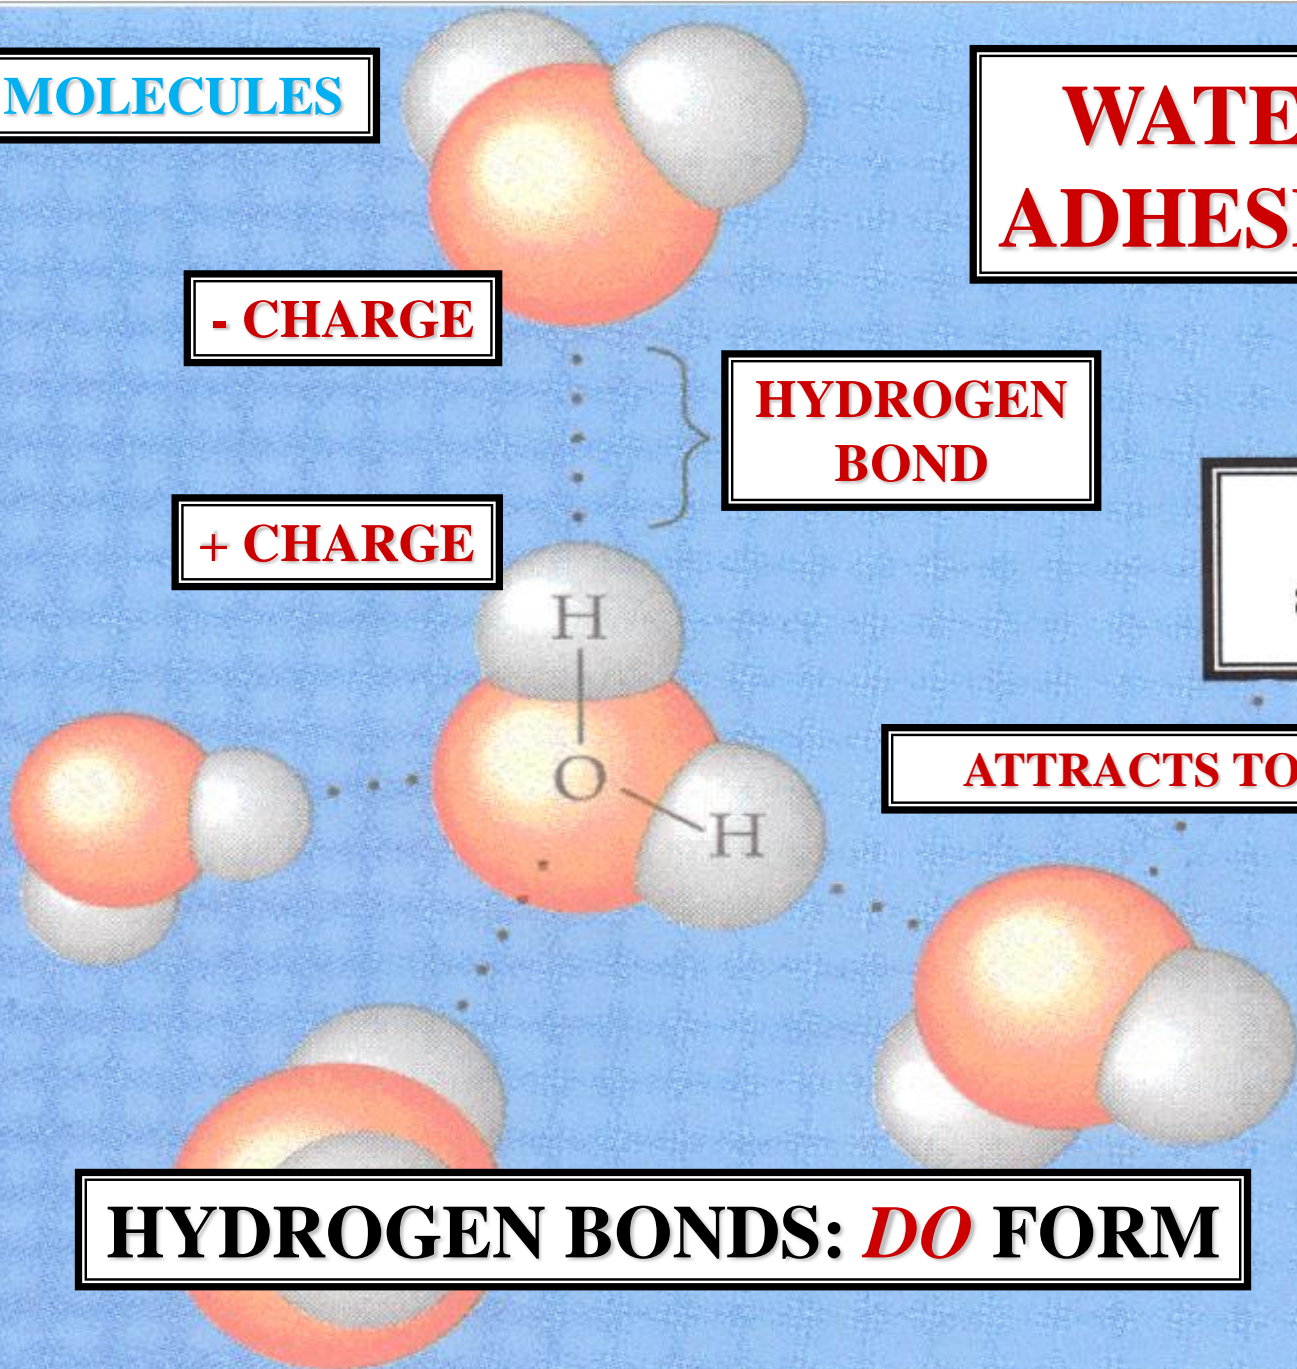 MOLECULES
WATE
ADHES
- CHARGE
HYDROGEN
BOND
+ CHARGE
H
O
H
ATTRACTS TO
HYDROGEN BONDS: DO FORM